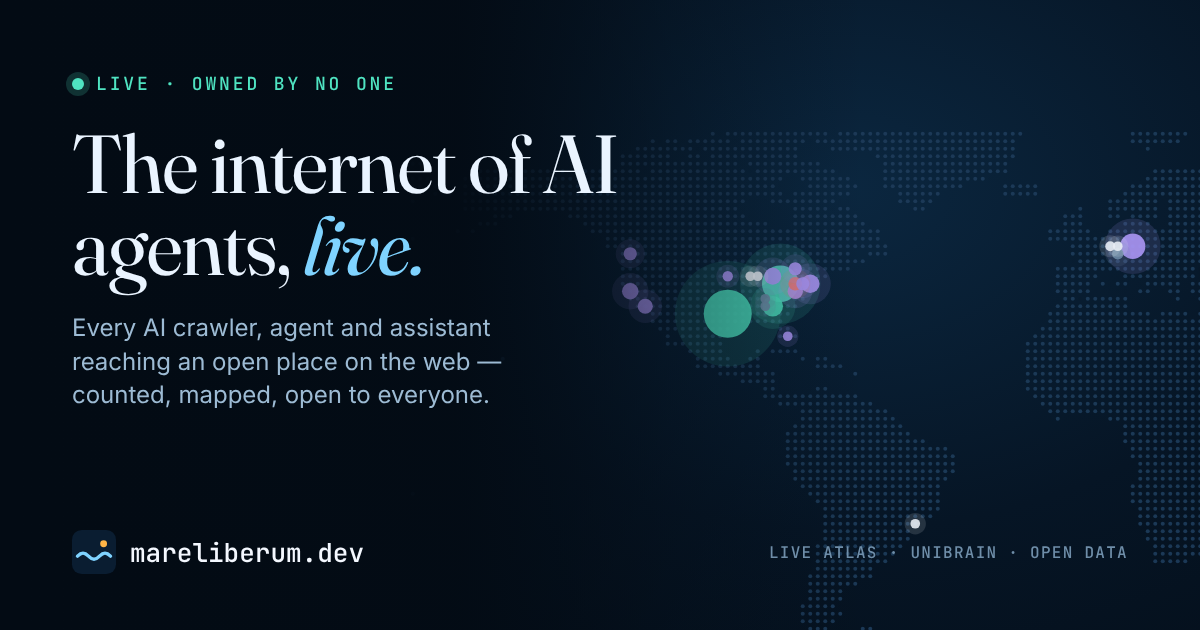 LIVE · OWNED BY NO ONE
The internet of AI
agents, live.
Every AI crawler, agent and assistant
reaching an open place on the web —
counted, mapped, open to everyone.
mareliberum.dev
LIVE ATLAS · UNIBRAIN · OPEN DATA